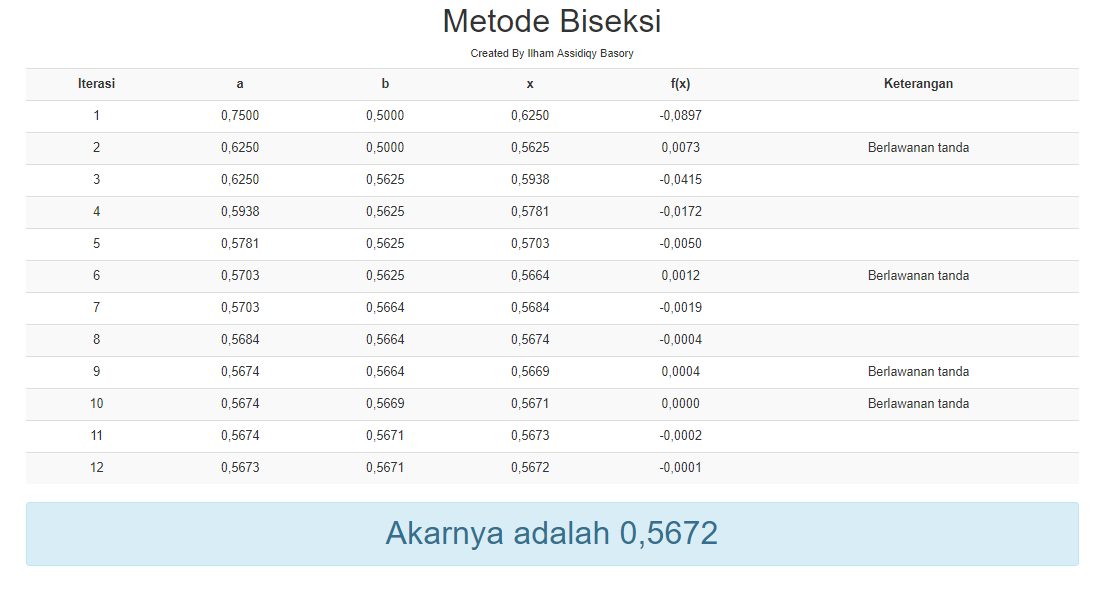 Metode Biseksi
Created By Ilham Assidiqy Basory
Iterasi a b x f(x) Keterangan
1 0,7500 0,5000 0,6250 -0,0897
2 0,6250 0,5000 0,5625 0,0073 Berlawanan tanda
3 0,6250 0,5625 0,5938 -0,0415
4 0,5938 0,5625 0,5781 -0,0172
5 0,5781 0,5625 0,5703 -0,0050
6 0,5703 0,5625 0,5664 0,0012 Berlawanan tanda
7 0,5703 0,5664 0,5684 -0,0019
8 0,5684 0,5664 0,5674 -0,0004
9 0,5674 0,5664 0,5669 0,0004 Berlawanan tanda
10 0,5674 0,5669 0,5671 0,0000 Berlawanan tanda
11 0,5674 0,5671 0,5673 -0,0002
12 0,5673 0,5671 0,5672 -0,0001
Akarnya adalah 0,5672